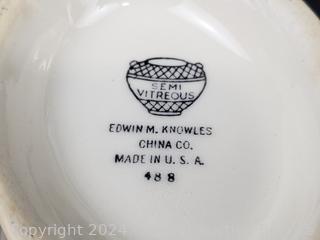 SEMI
VITREOUS
EDWIN M. KNOWLES
CHINA CO.
MADE IN U. S. A.
48 8
Copyright 2024